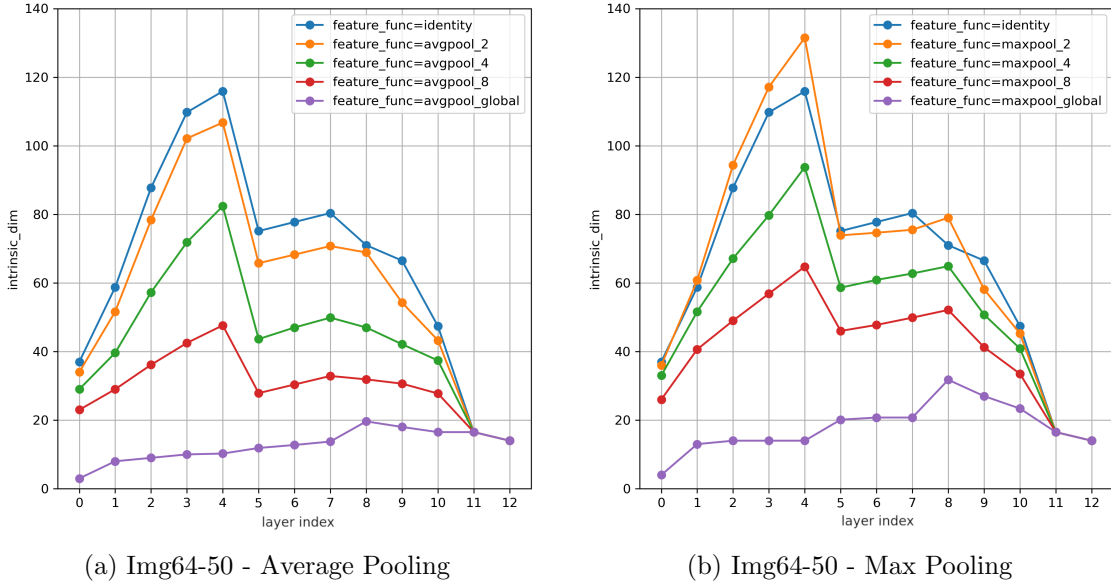 140
120
100
80
60
40
20
0
intrinsic_dim
feature_func=identity
feature_func=avgpool_2
feature_func=avgpool_4
feature_func=avgpool_8
feature_func=avgpool_global
0 1 2 3 4 5 6 7 8 9 10 11 12
layer index
(a) Img64-50 - Average Pooling
140
120
100
80
60
40
20
0
intrinsic_dim
feature_func=identity
feature_func=maxpool_2
feature_func=maxpool_4
feature_func=maxpool_8
feature_func=maxpool_global
0 1 2 3 4 5 6 7 8 9 10 11 12
layer index
(b) Img64-50 - Max Pooling